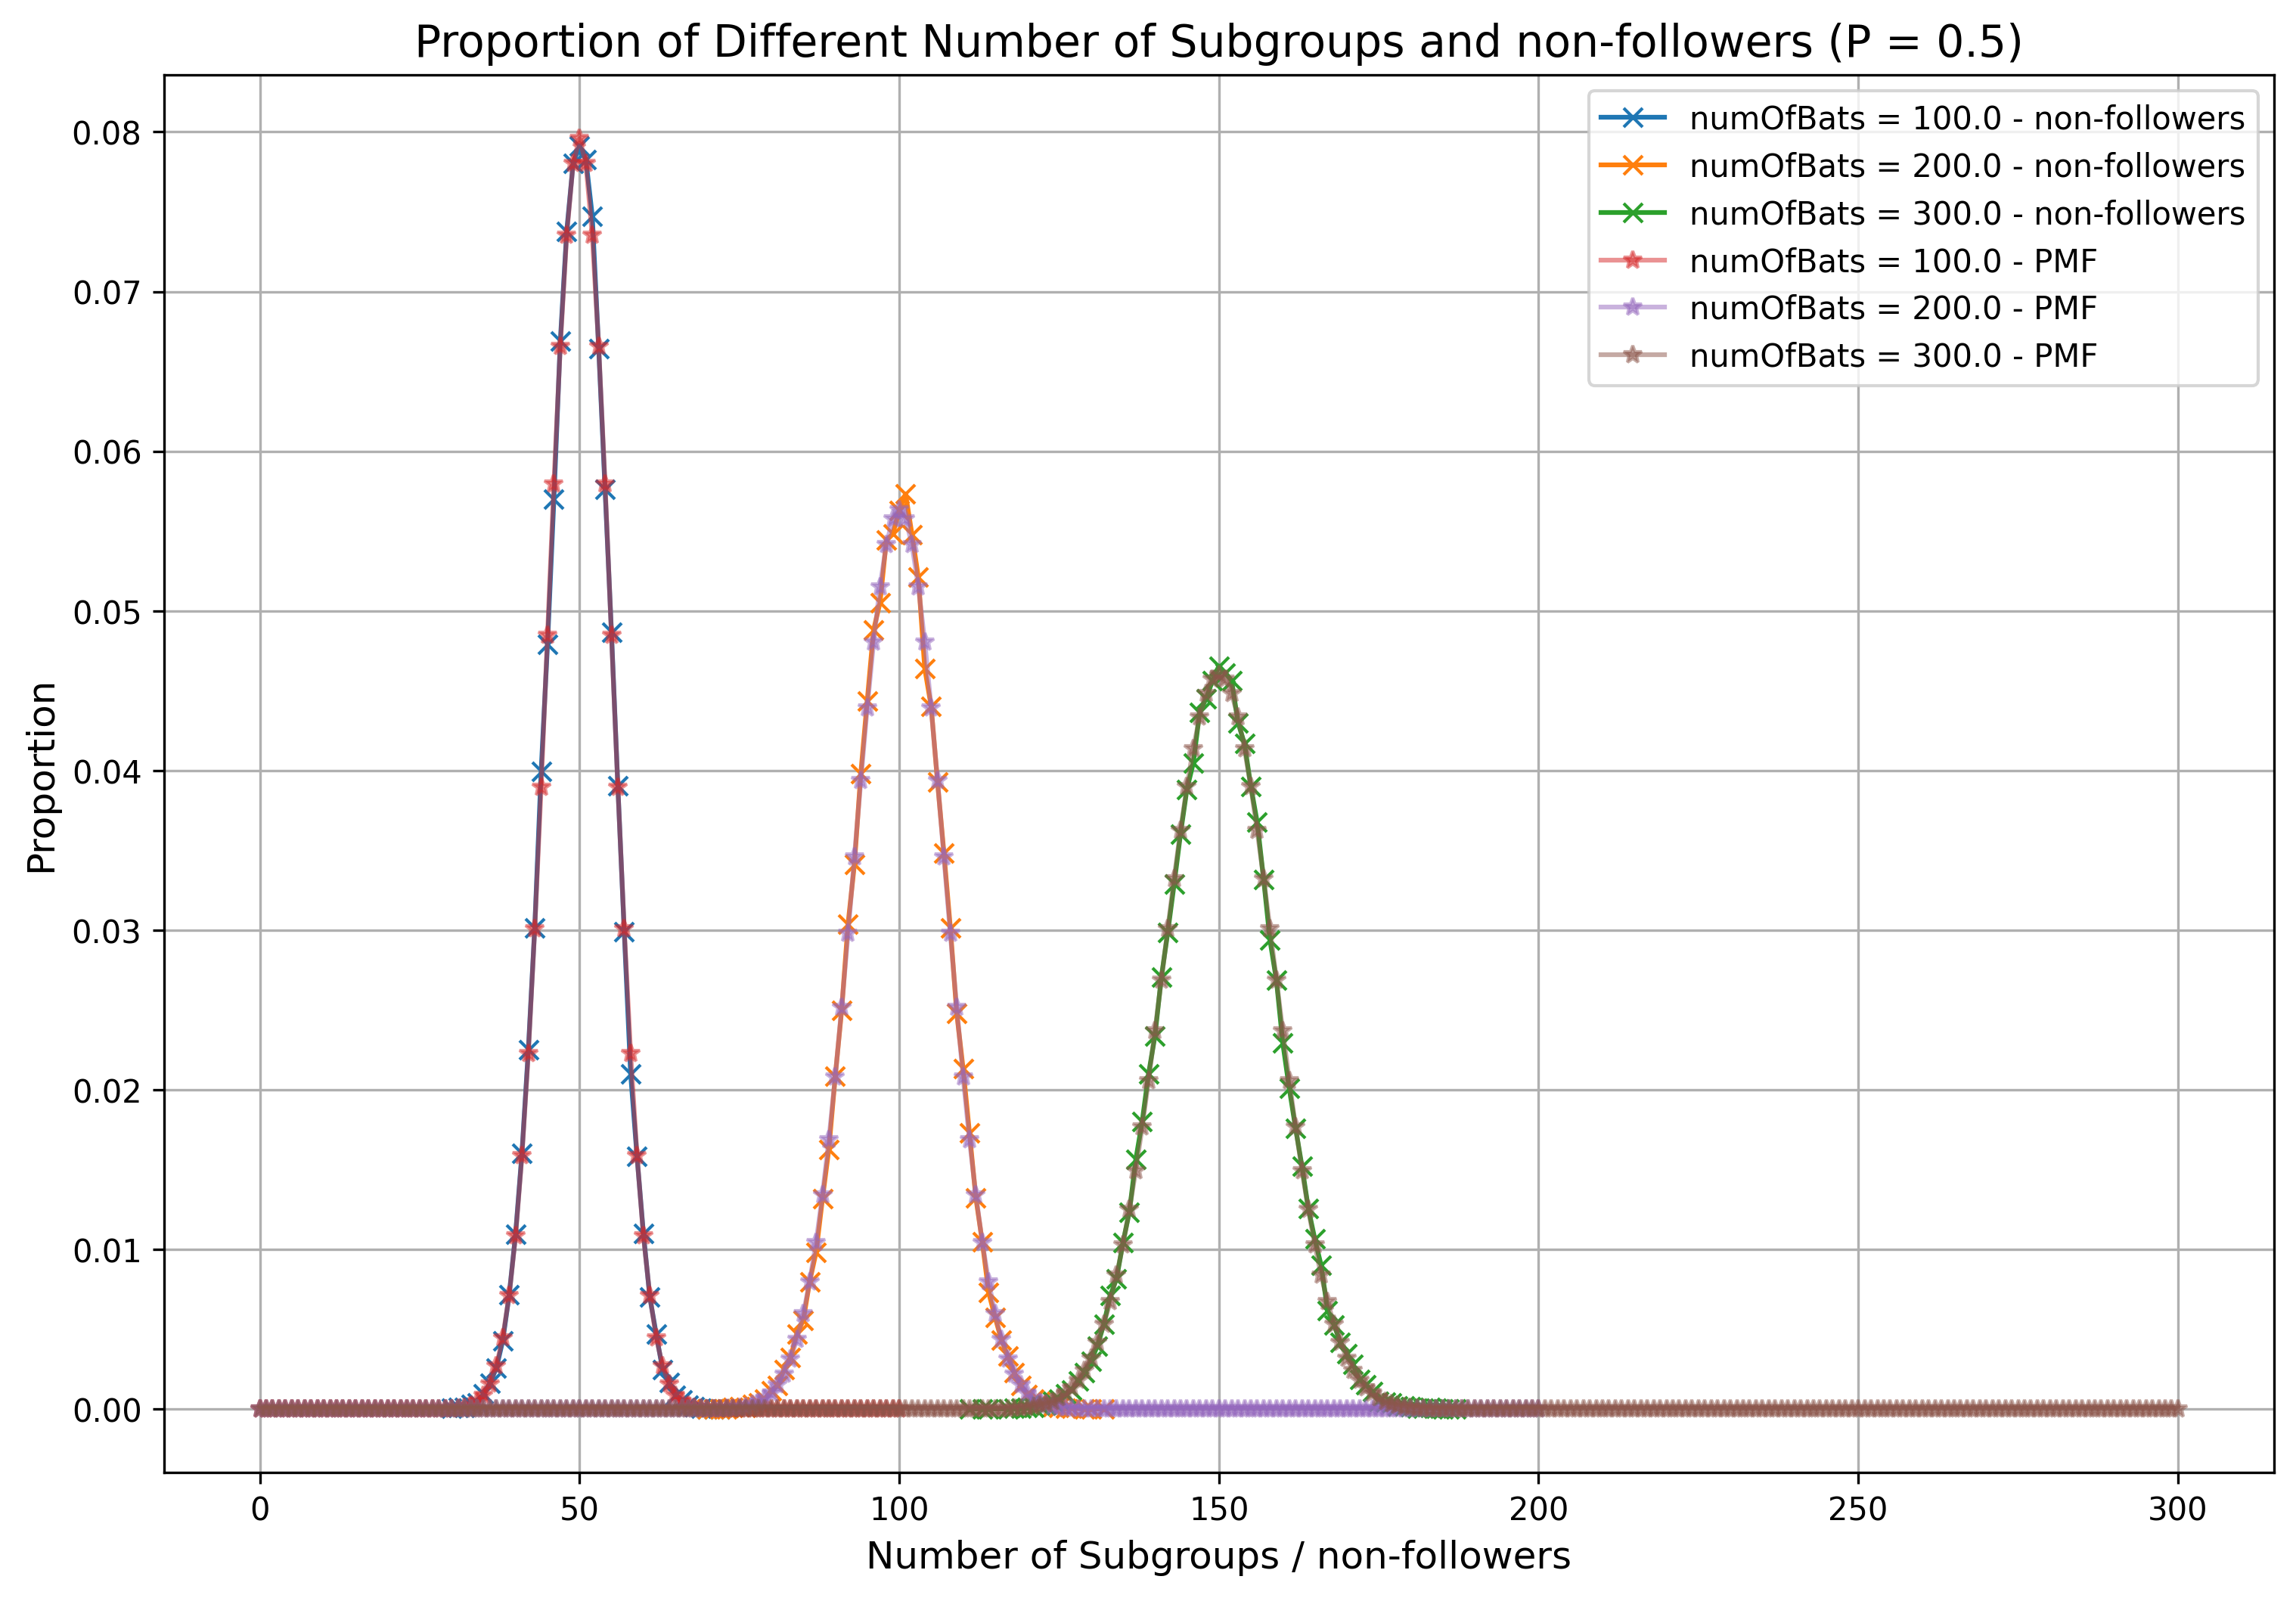 Proportion of Different Number of Subgroups and non-followers (P = 0.5)
numOfBats = 100.0 - non-followers
numOfBats = 200.0 - non-followers
numOfBats = 300.0 - non-followers
numOfBats = 100.0 - PMF
numOfBats = 200.0 - PMF
numOfBats = 300.0 - PMF
Proportion
0.08
0.07
0.06
0.05
0.04
0.03
0.02
0.01
0.00
0 50 100 150 200 250 300
Number of Subgroups / non-followers